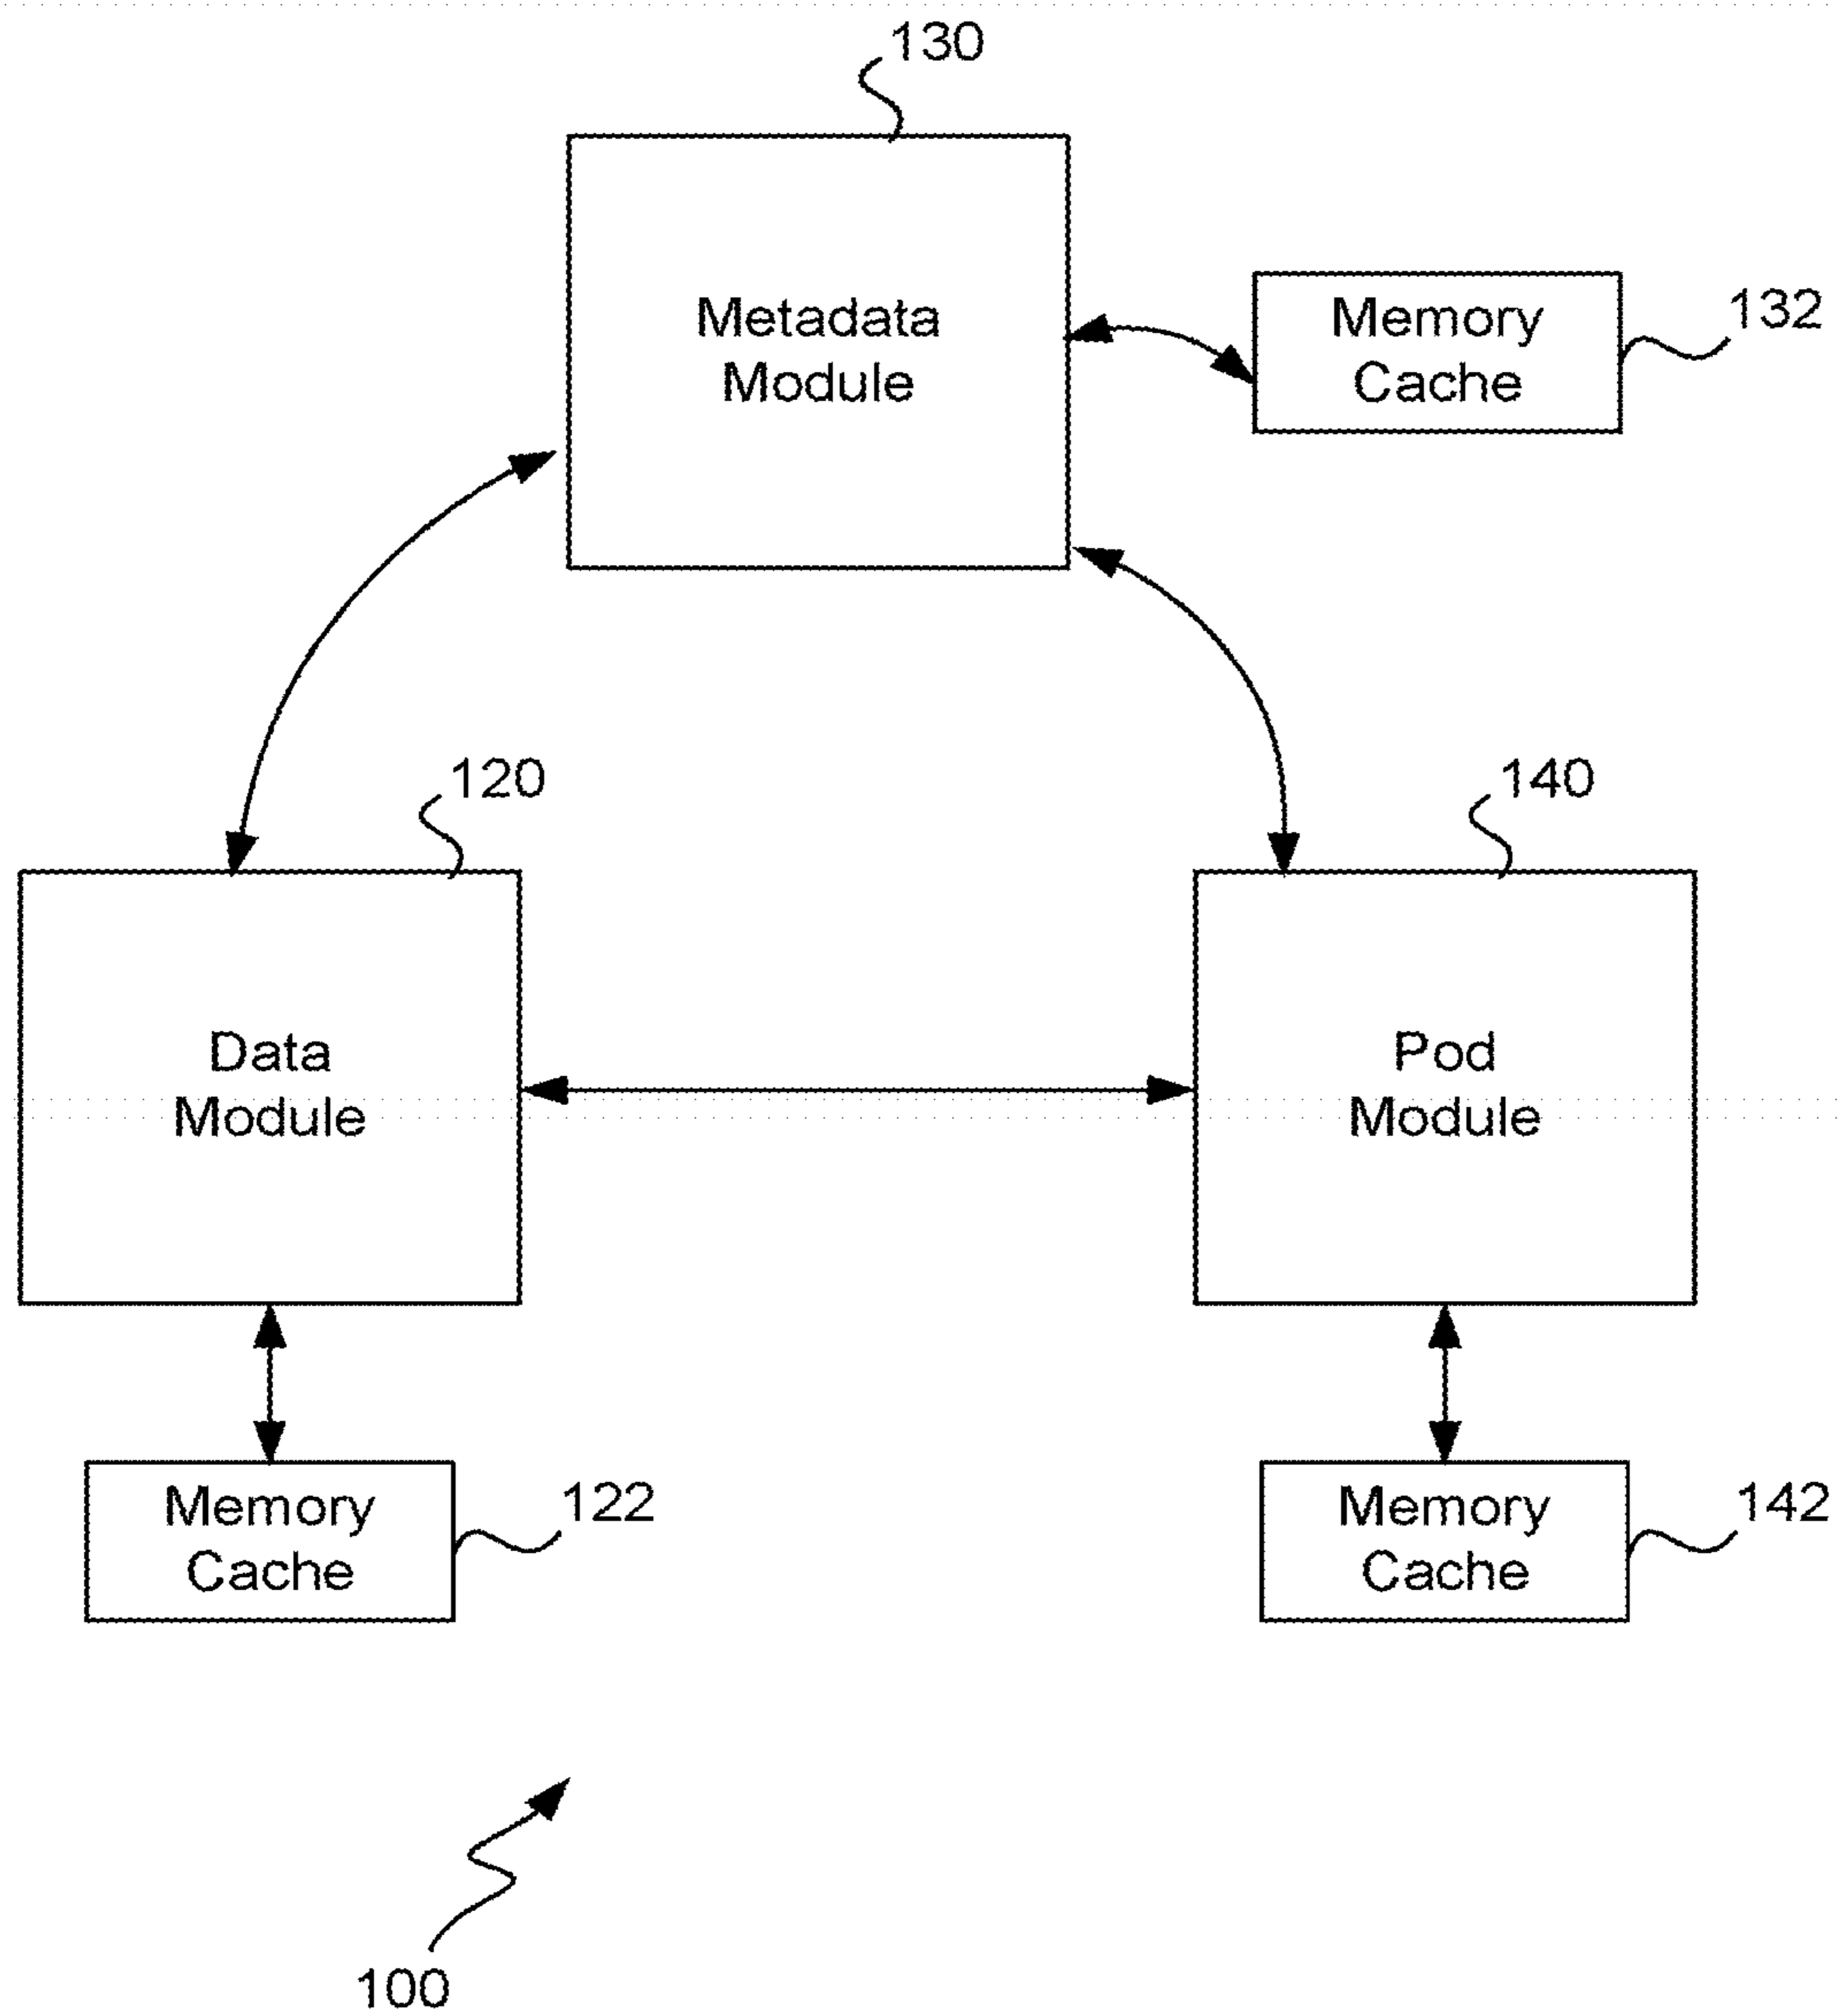 130
Metadata
Module
Memory
Cache
132
120
140
Data
Module
Pod
Module
Memory
Cache
122
Memory
Cache
142
100